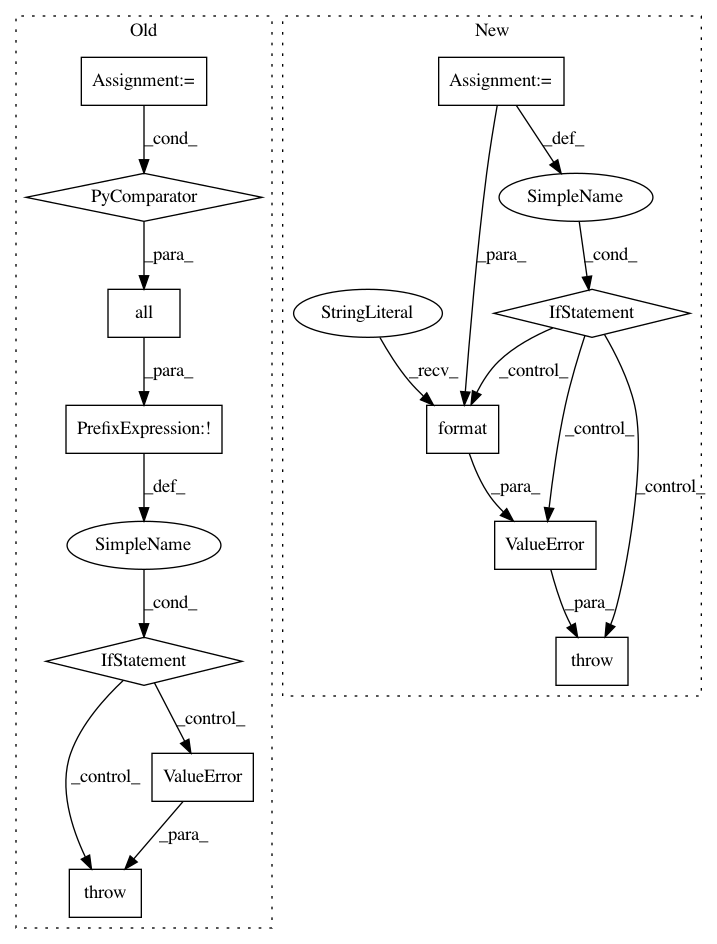 Old
Assignment:=
_cond_
PyComparator
_para_
all
_para_
PrefixExpression:!
_def_
SimpleName
_cond_
IfStatement
_control_
_control_
ValueError
_para_
throw
New
Assignment:=
_def_
SimpleName
_para_
_cond_
StringLiteral
IfStatement
_recv_
_control_
format
_control_
_control_
_para_
ValueError
_para_
throw